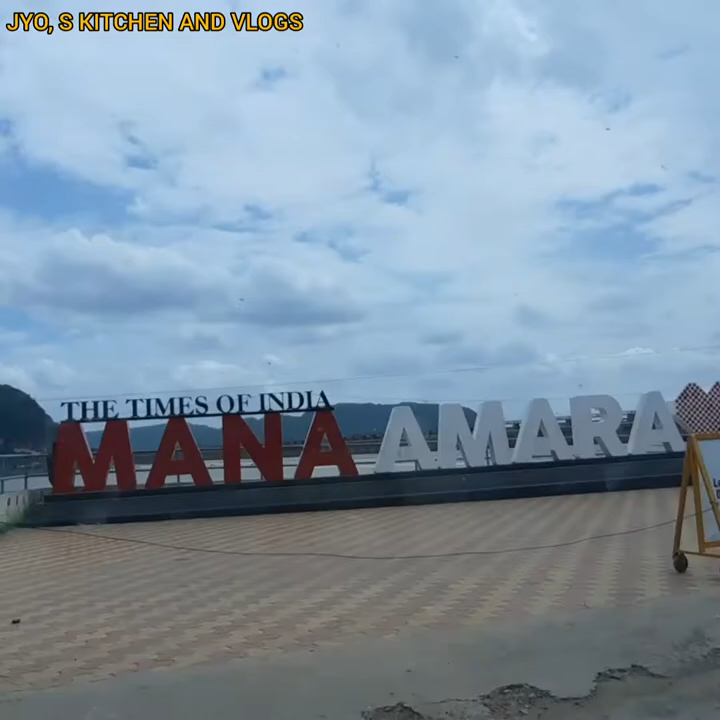 JYO, S KITCHEN AND VLOGS
THE TIMES OF INDIA
MANA AMARA